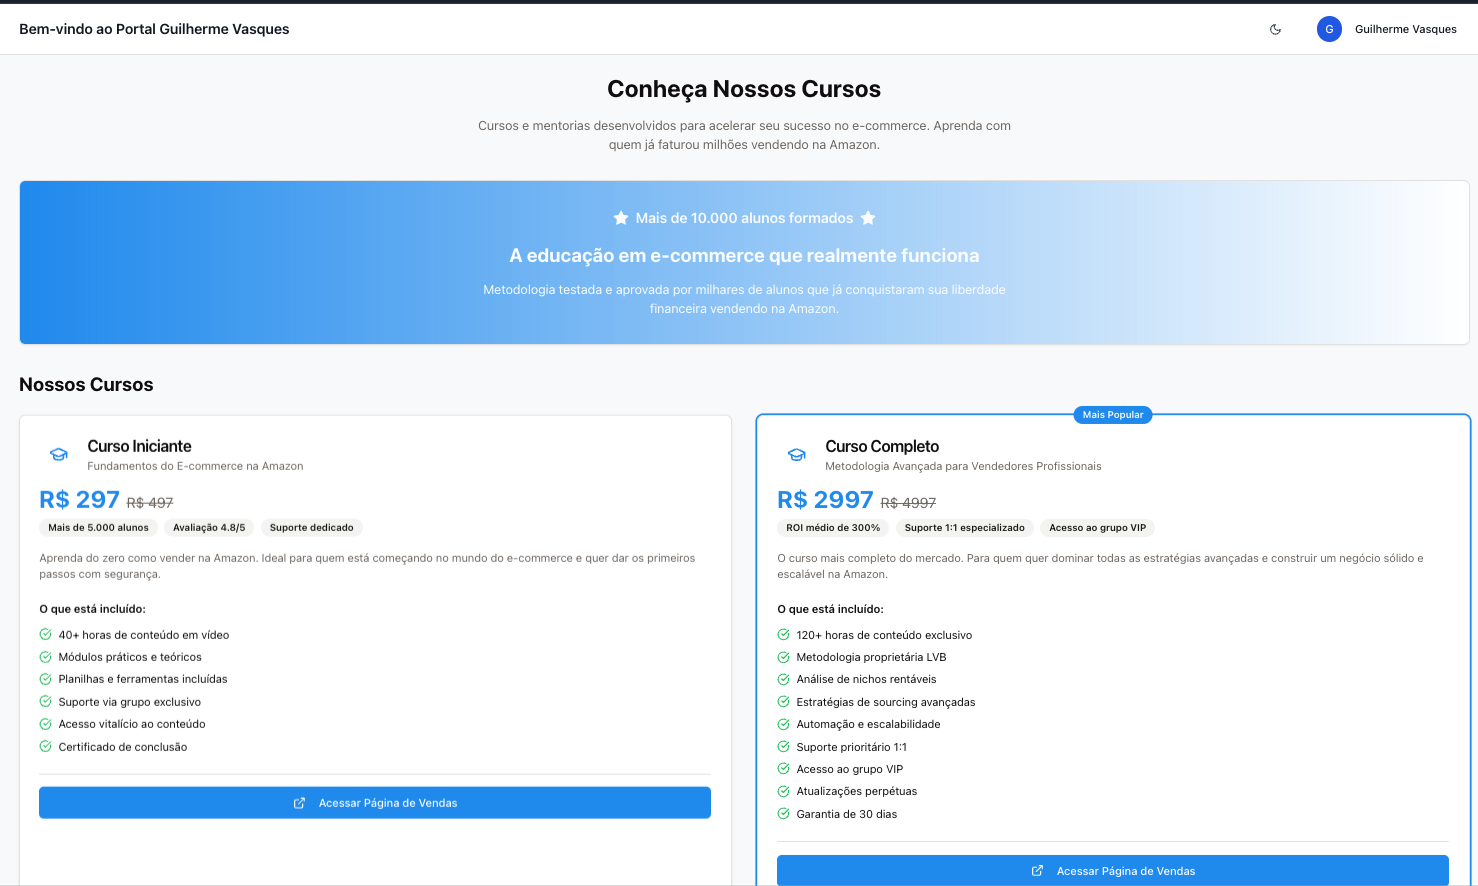 Bem-vindo ao Portal Guilherme Vasques
G
Guilherme Vasques
Conheça Nossos Cursos
Cursos e mentorias desenvolvidos para acelerar seu sucesso no e-commerce. Aprenda com
quem já faturou milhões vendendo na Amazon.
Mais de 10.000 alunos formados
A educação em e-commerce que realmente funciona
Metodologia testada e aprovada por milhares de alunos que já conquistaram sua liberdade
financeira vendendo na Amazon.
Nossos Cursos
Curso Iniciante
Fundamentos do E-commerce na Amazon
R$ 297 R$ 497
Mais de 5.000 alunos Avaliação 4.8/5 Suporte dedicado
Aprenda do zero como vender na Amazon. Ideal para quem está começando no mundo do e-commerce e quer dar os primeiros
passos com segurança.
O que está incluído:
40+ horas de conteúdo em vídeo
Módulos práticos e teóricos
Planilhas e ferramentas incluídas
Suporte via grupo exclusivo
Acesso vitalício ao conteúdo
Certificado de conclusão
Acessar Página de Vendas
Mais Popular
Curso Completo
Metodologia Avançada para Vendedores Profissionais
R$ 2997 R$ 4997
ROI médio de 300% Suporte 1:1 especializado Acesso ao grupo VIP
O curso mais completo do mercado. Para quem quer dominar todas as estratégias avançadas e construir um negócio sólido e
escalável na Amazon.
O que está incluído:
120+ horas de conteúdo exclusivo
Metodologia proprietária LVB
Análise de nichos rentáveis
Estratégias de sourcing avançadas
Automação e escalabilidade
Suporte prioritário 1:1
Acesso ao grupo VIP
Atualizações perpétuas
Garantia de 30 dias
Acessar Página de Vendas